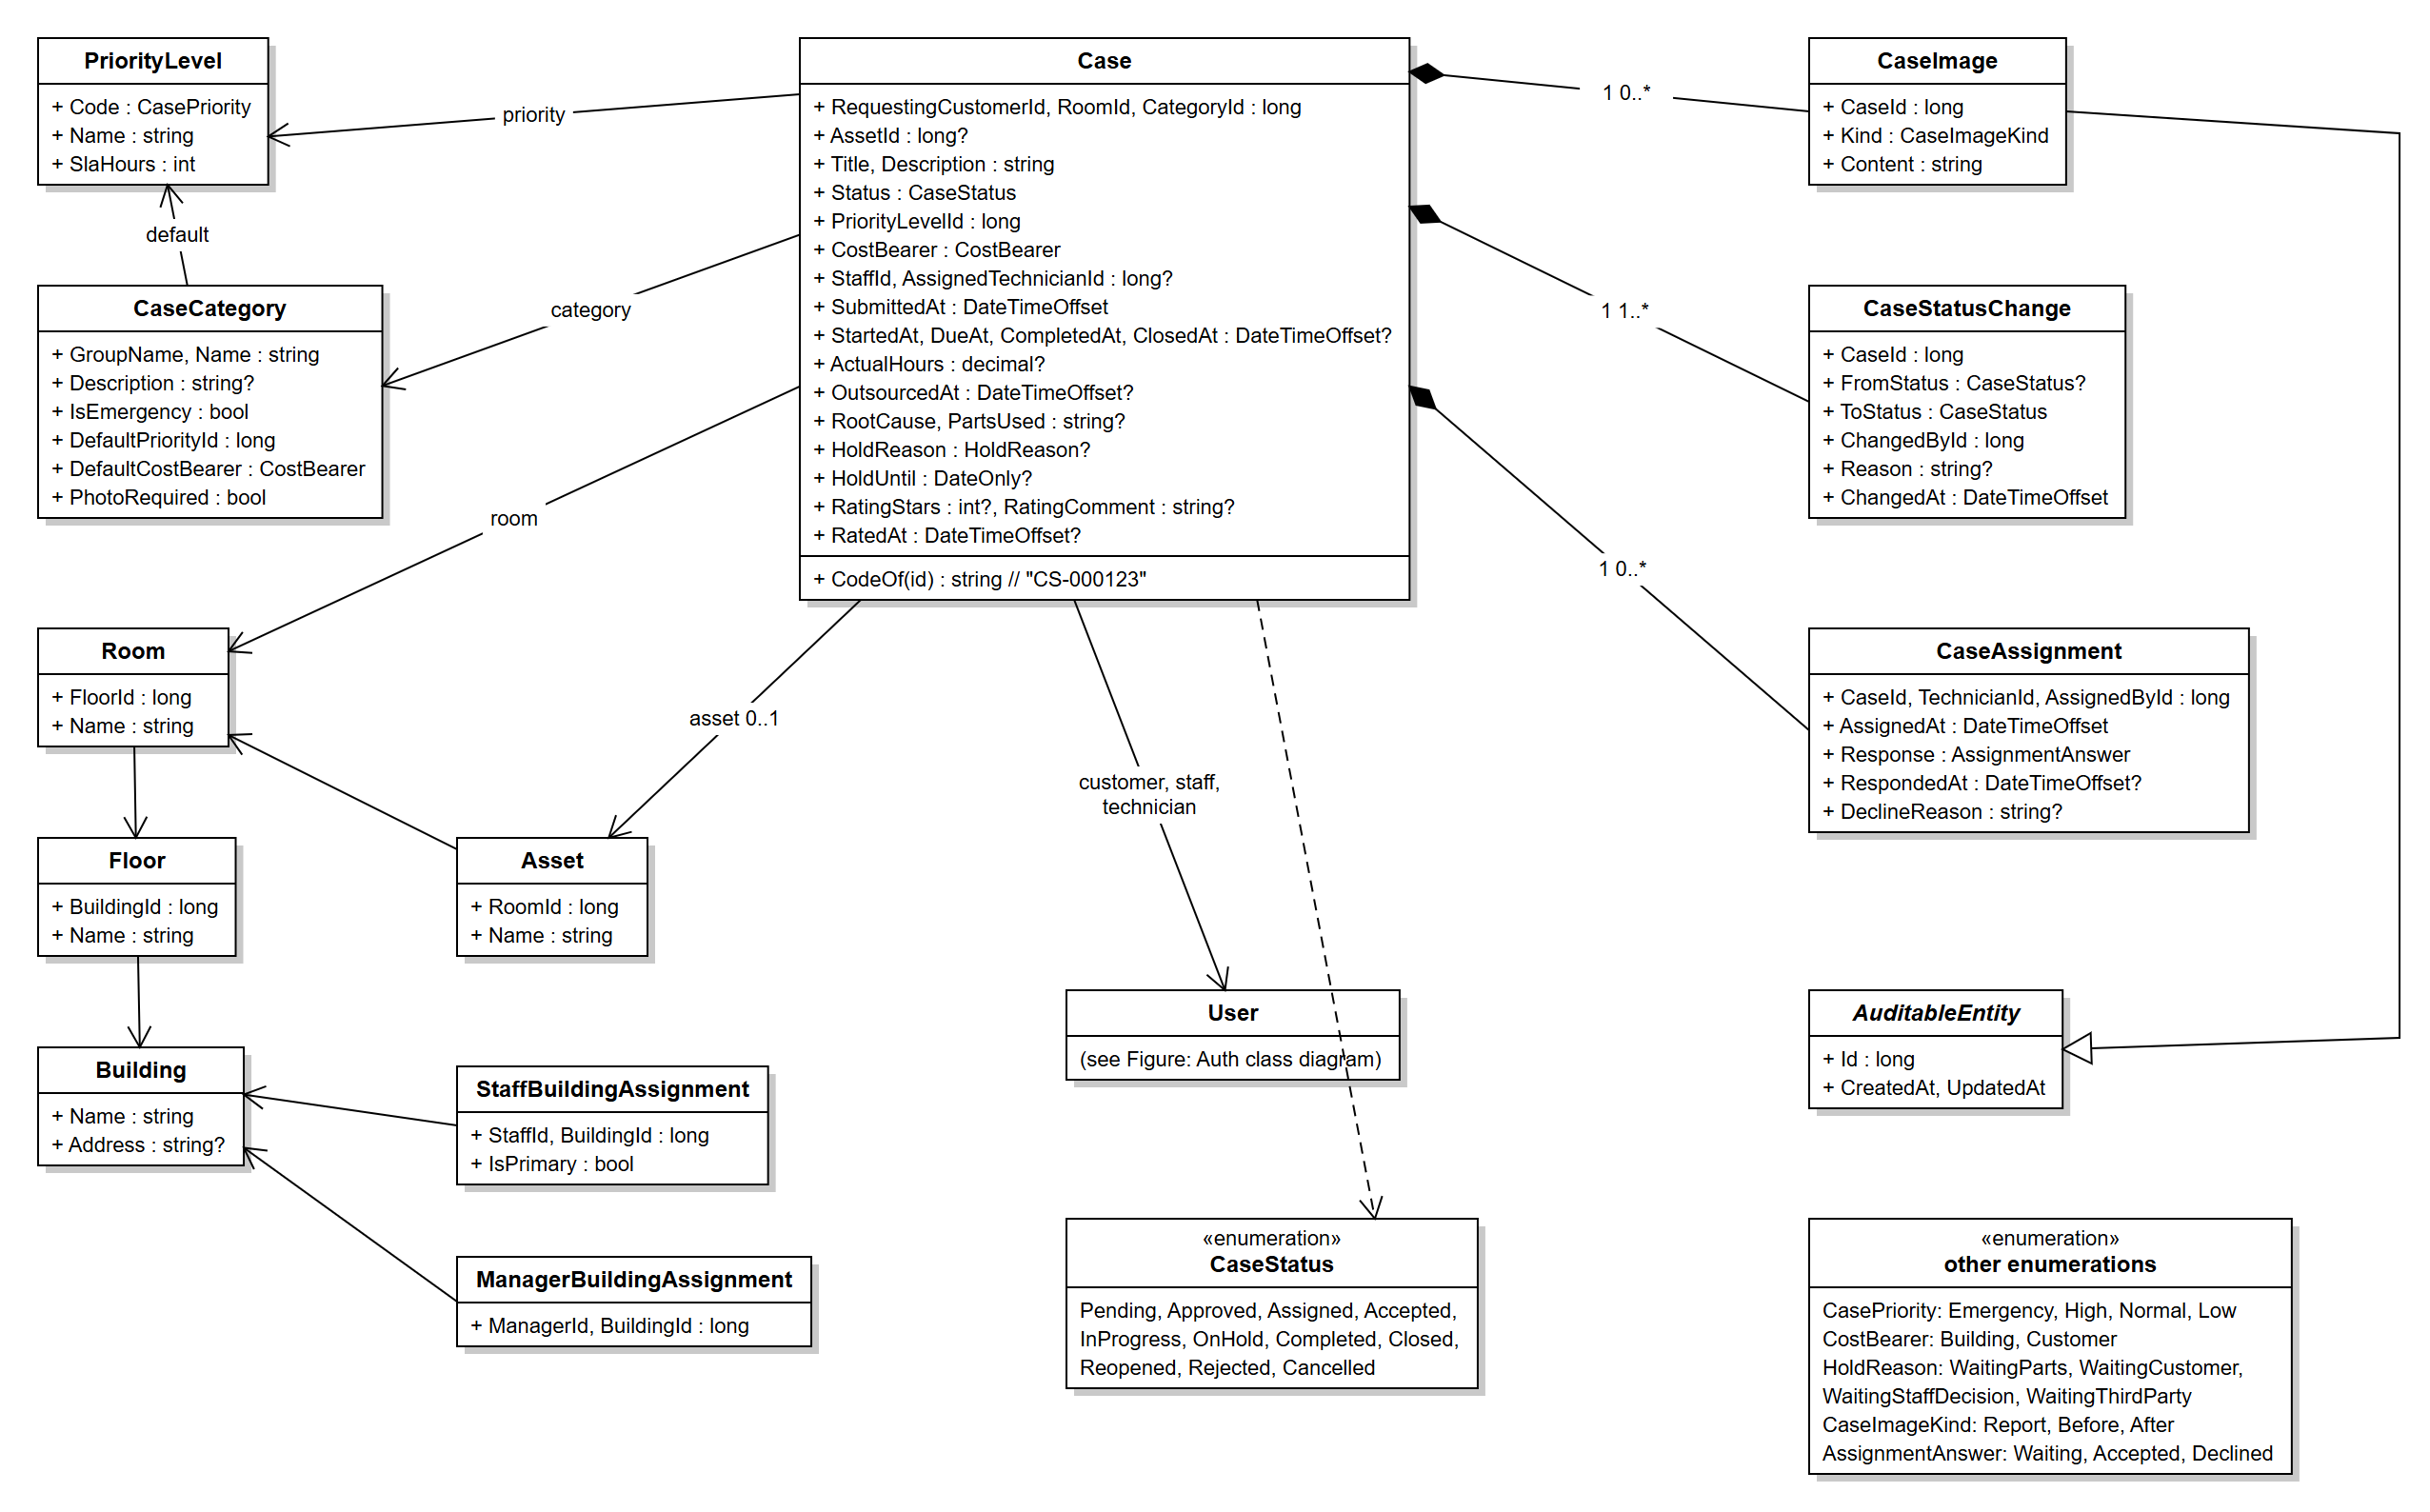 PriorityLevel
+ Code : CasePriority
+ Name : string
+ SlaHours : int
default
CaseCategory
+ GroupName, Name : string
+ Description : string?
+ IsEmergency : bool
+ DefaultPriorityId : long
+ DefaultCostBearer : CostBearer
+ PhotoRequired : bool
priority
category
room
Case
+ RequestingCustomerId, RoomId, CategoryId : long
+ AssetId : long?
+ Title, Description : string
+ Status : CaseStatus
+ PriorityLevelId : long
+ CostBearer : CostBearer
+ StaffId, AssignedTechnicianId : long?
+ SubmittedAt : DateTimeOffset
+ StartedAt, DueAt, CompletedAt, ClosedAt : DateTimeOffset?
+ ActualHours : decimal?
+ OutsourcedAt : DateTimeOffset?
+ RootCause, PartsUsed : string?
+ HoldReason : HoldReason?
+ HoldUntil : DateOnly?
+ RatingStars : int?, RatingComment : string?
+ RatedAt : DateTimeOffset?
+ CodeOf(id) : string // "CS-000123"
1 0..*
1 1..*
1 0..*
CaseImage
+ CaseId : long
+ Kind : CaseImageKind
+ Content : string
CaseStatusChange
+ CaseId : long
+ FromStatus : CaseStatus?
+ ToStatus : CaseStatus
+ ChangedById : long
+ Reason : string?
+ ChangedAt : DateTimeOffset
CaseAssignment
+ CaseId, TechnicianId, AssignedById : long
+ AssignedAt : DateTimeOffset
+ Response : AssignmentAnswer
+ RespondedAt : DateTimeOffset?
+ DeclineReason : string?
Room
+ FloorId : long
+ Name : string
asset 0..1
customer, staff,
technician
Floor
+ BuildingId : long
+ Name : string
Asset
+ RoomId : long
+ Name : string
User
(see Figure: Auth class diagram)
AuditableEntity
+ Id : long
+ CreatedAt, UpdatedAt
Building
+ Name : string
+ Address : string?
StaffBuildingAssignment
+ StaffId, BuildingId : long
+ IsPrimary : bool
ManagerBuildingAssignment
+ ManagerId, BuildingId : long
«enumeration»
CaseStatus
Pending, Approved, Assigned, Accepted,
InProgress, OnHold, Completed, Closed,
Reopened, Rejected, Cancelled
«enumeration»
other enumerations
CasePriority: Emergency, High, Normal, Low
CostBearer: Building, Customer
HoldReason: WaitingParts, WaitingCustomer,
WaitingStaffDecision, WaitingThirdParty
CaseImageKind: Report, Before, After
AssignmentAnswer: Waiting, Accepted, Declined